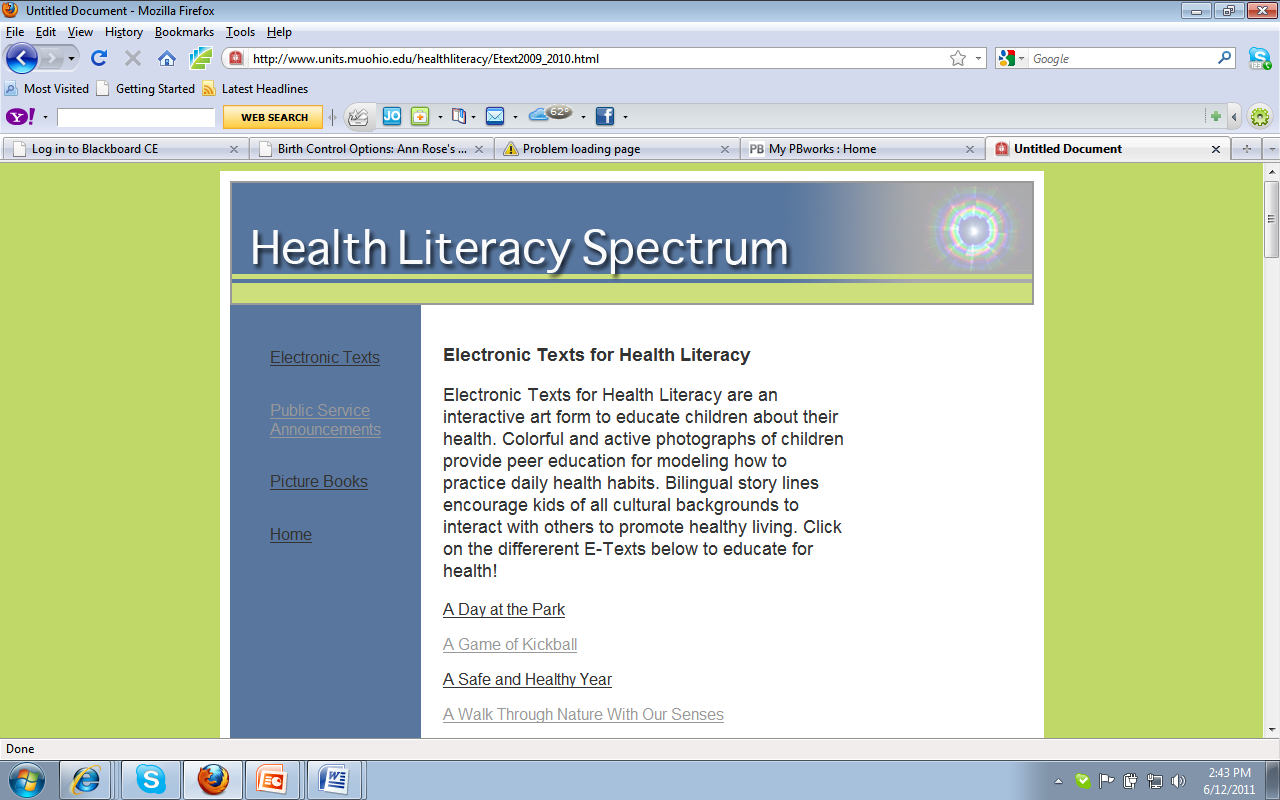 Untitled Document - Mozilla Firefox
File Edit View History Bookmarks Tools Help
http://www.units.muohio.edu/healthliteracy/Etext2009_2010.html
Google
Most Visited Getting Started Latest Headlines
Y! WEB SEARCH JO 62° f
Log in to Blackboard CE Birth Control Options: Ann Rose's ... Problem loading page PB My PBworks : Home Untitled Document
Health Literacy Spectrum
Electronic Texts
Public Service
Announcements
Picture Books
Home
Electronic Texts for Health Literacy
Electronic Texts for Health Literacy are an
interactive art form to educate children about their
health. Colorful and active photographs of children
provide peer education for modeling how to
practice daily health habits. Bilingual story lines
encourage kids of all cultural backgrounds to
interact with others to promote healthy living. Click
on the differerent E-Texts below to educate for
health!
A Day at the Park
A Game of Kickball
A Safe and Healthy Year
A Walk Through Nature With Our Senses
Done
2:43 PM
6/12/2011